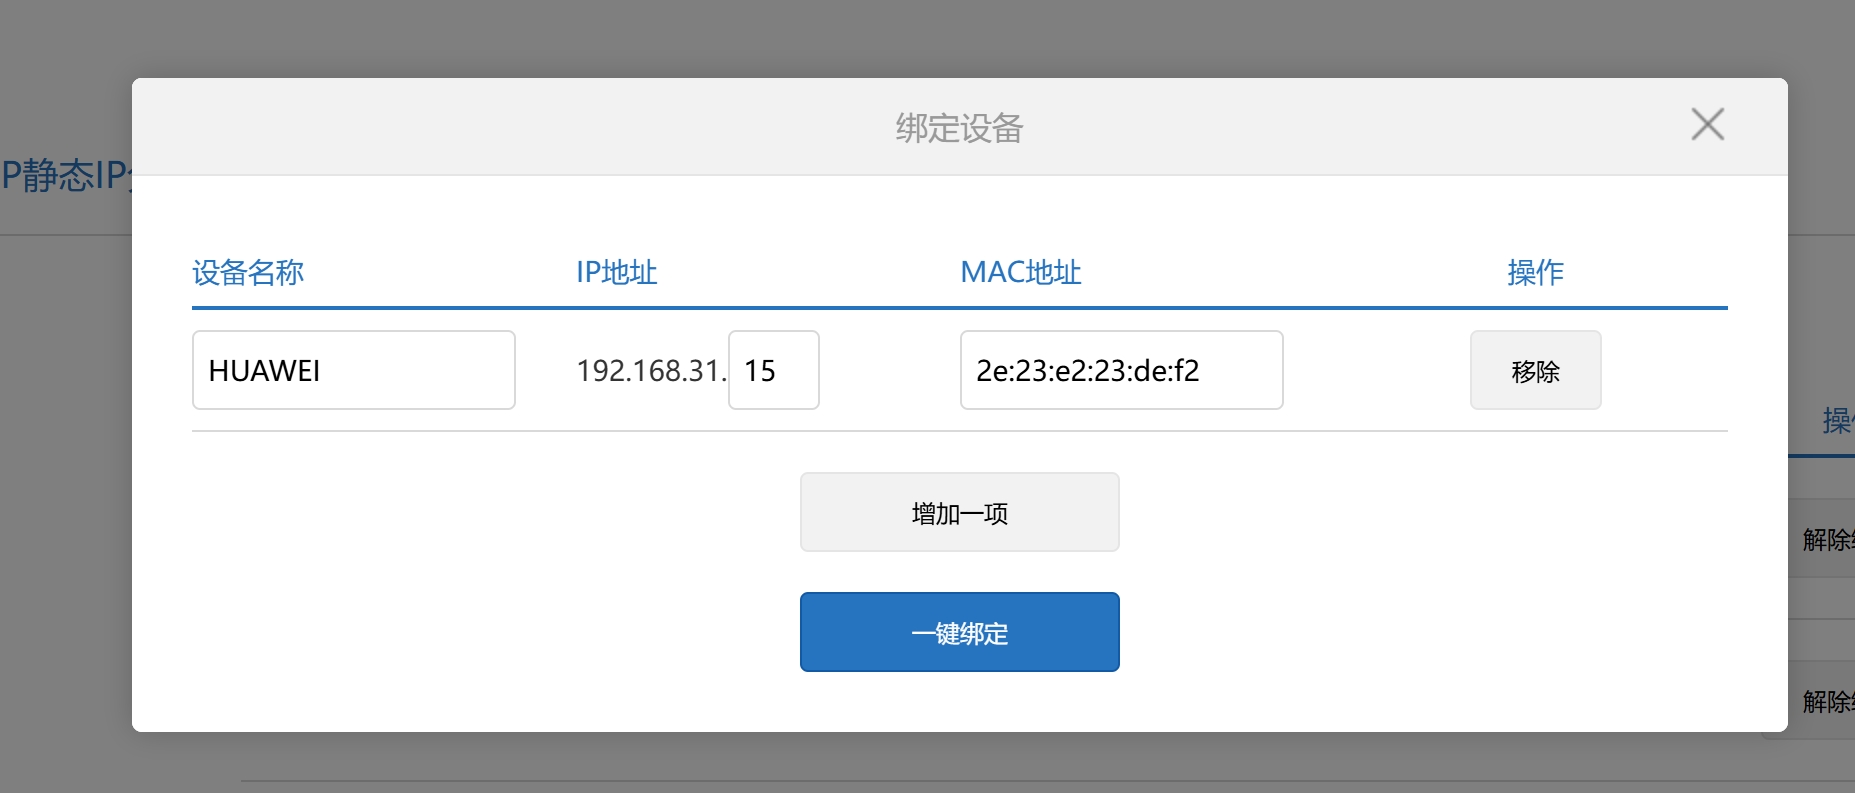 绑定设备
P静态IP
设备名称 IP地址 MAC地址 操作
HUAWEI 192.168.31. 15 2e:23:e2:23:de:f2 移除
增加一项
一键绑定
操
解除
解除